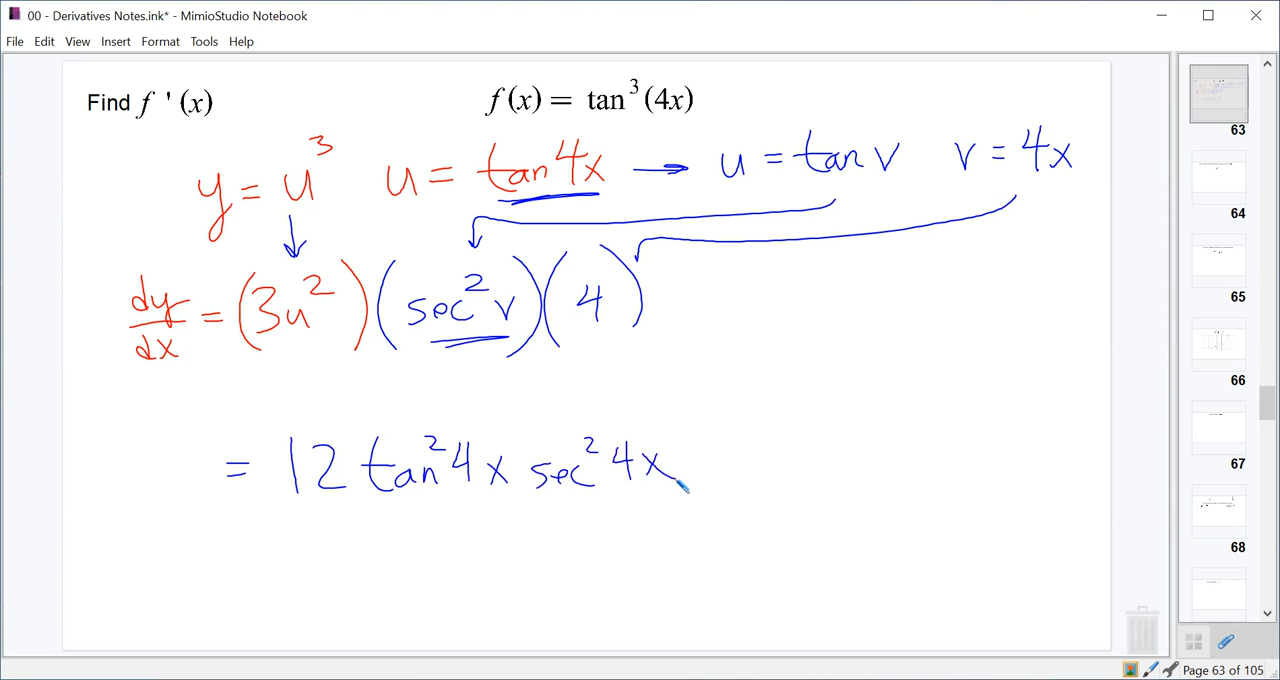 00 - Derivatives Notes.ink* - MimioStudio Notebook
File Edit View Insert Format Tools Help
Find f '(x) f(x) = tan³(4x)
y = u³ u = tan 4x → u = tan v v = 4x
dy/dx = (3u²)(sec² v)(4)
= 12 tan² 4x sec² 4x
63
64
65
66
67
68
Page 63 of 105